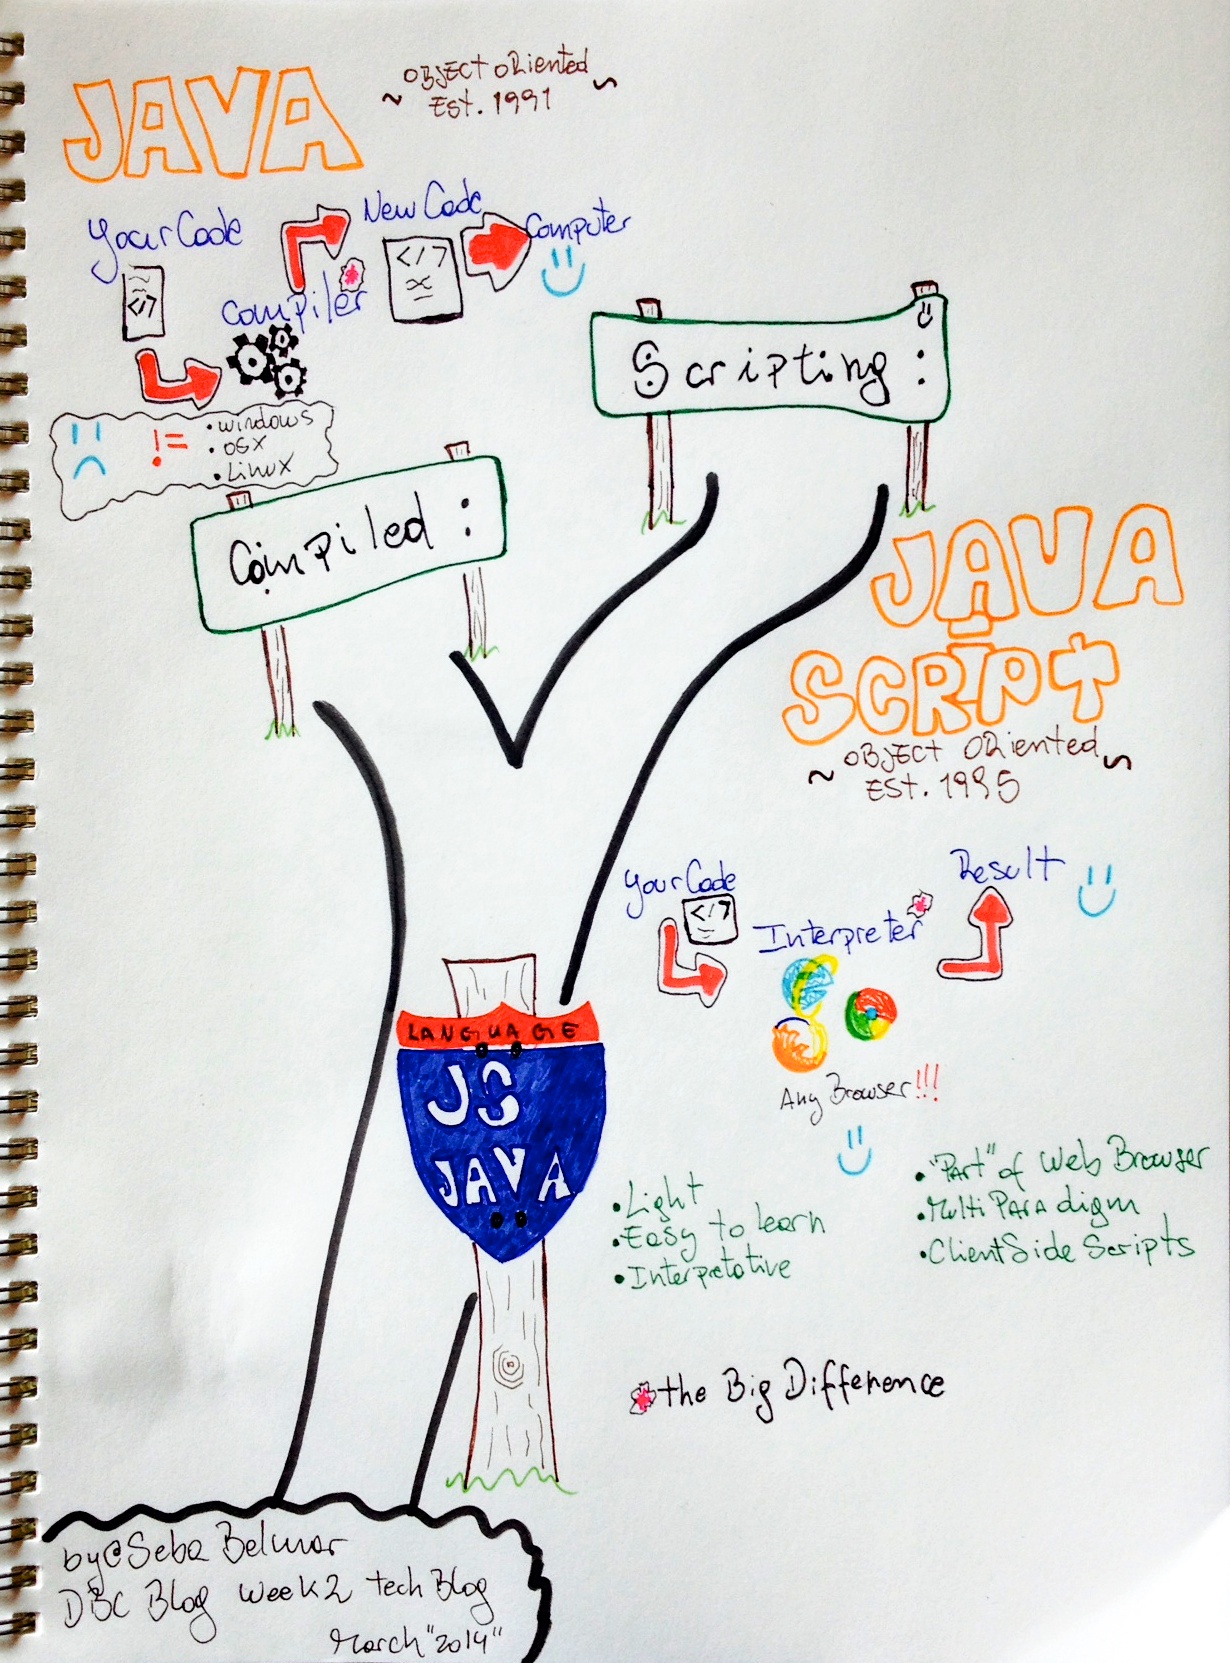 JAVA
~ OBJECT ORiented ~
Est. 1991
Your Code
New Code
Computer
</>
</>
Compiler
!=
• windows
• OSX
• Linux
Scripting :
Compiled :
JAVA
SCRIPT
~ OBJECT ORiented ~
Est. 1995
Your Code
</>
Interpreter
Result
Any Browser!!!
LANGUAGE
JS
JAVA
• Light
• Easy to learn
• Interpretative
• "Part" of Web Browser
• Multi Paradigm
• Client Side Scripts
the Big Difference
by @Seba Belmar
DBC Blog Week 2 tech Blog
March "2014"